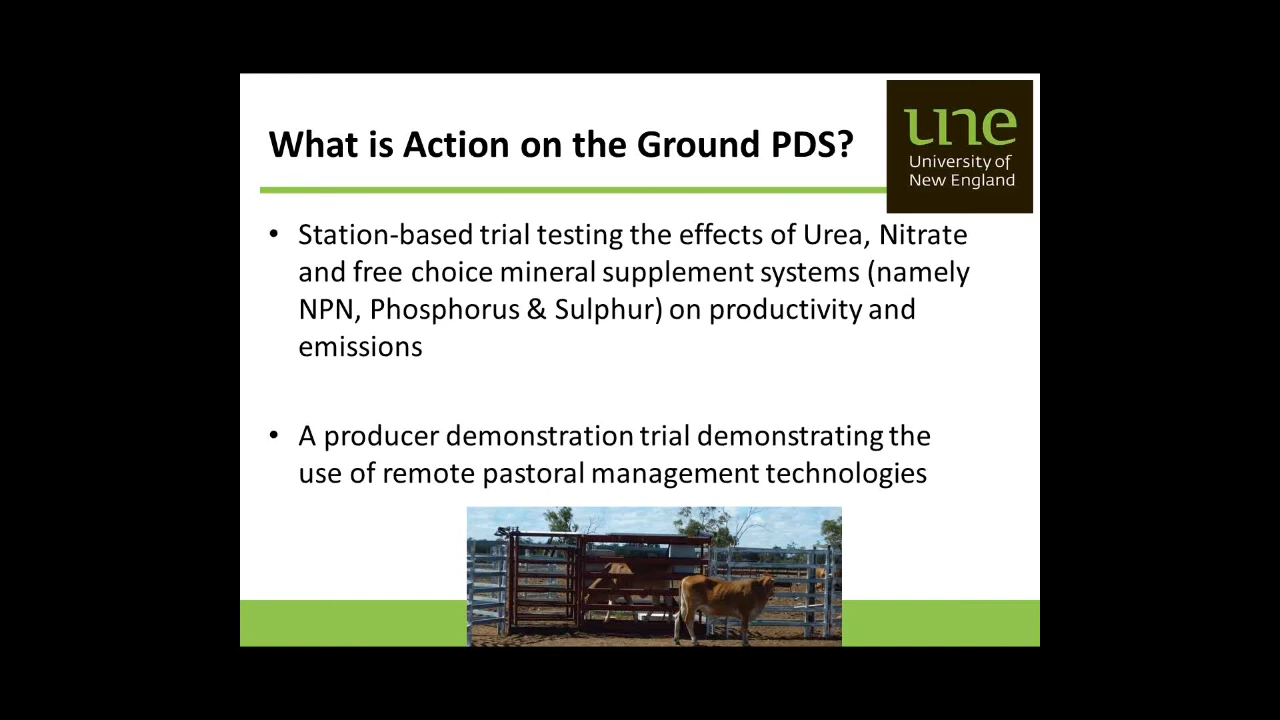 What is Action on the Ground PDS?
une
University of
New England
• Station-based trial testing the effects of Urea, Nitrate
and free choice mineral supplement systems (namely
NPN, Phosphorus & Sulphur) on productivity and
emissions
• A producer demonstration trial demonstrating the
use of remote pastoral management technologies